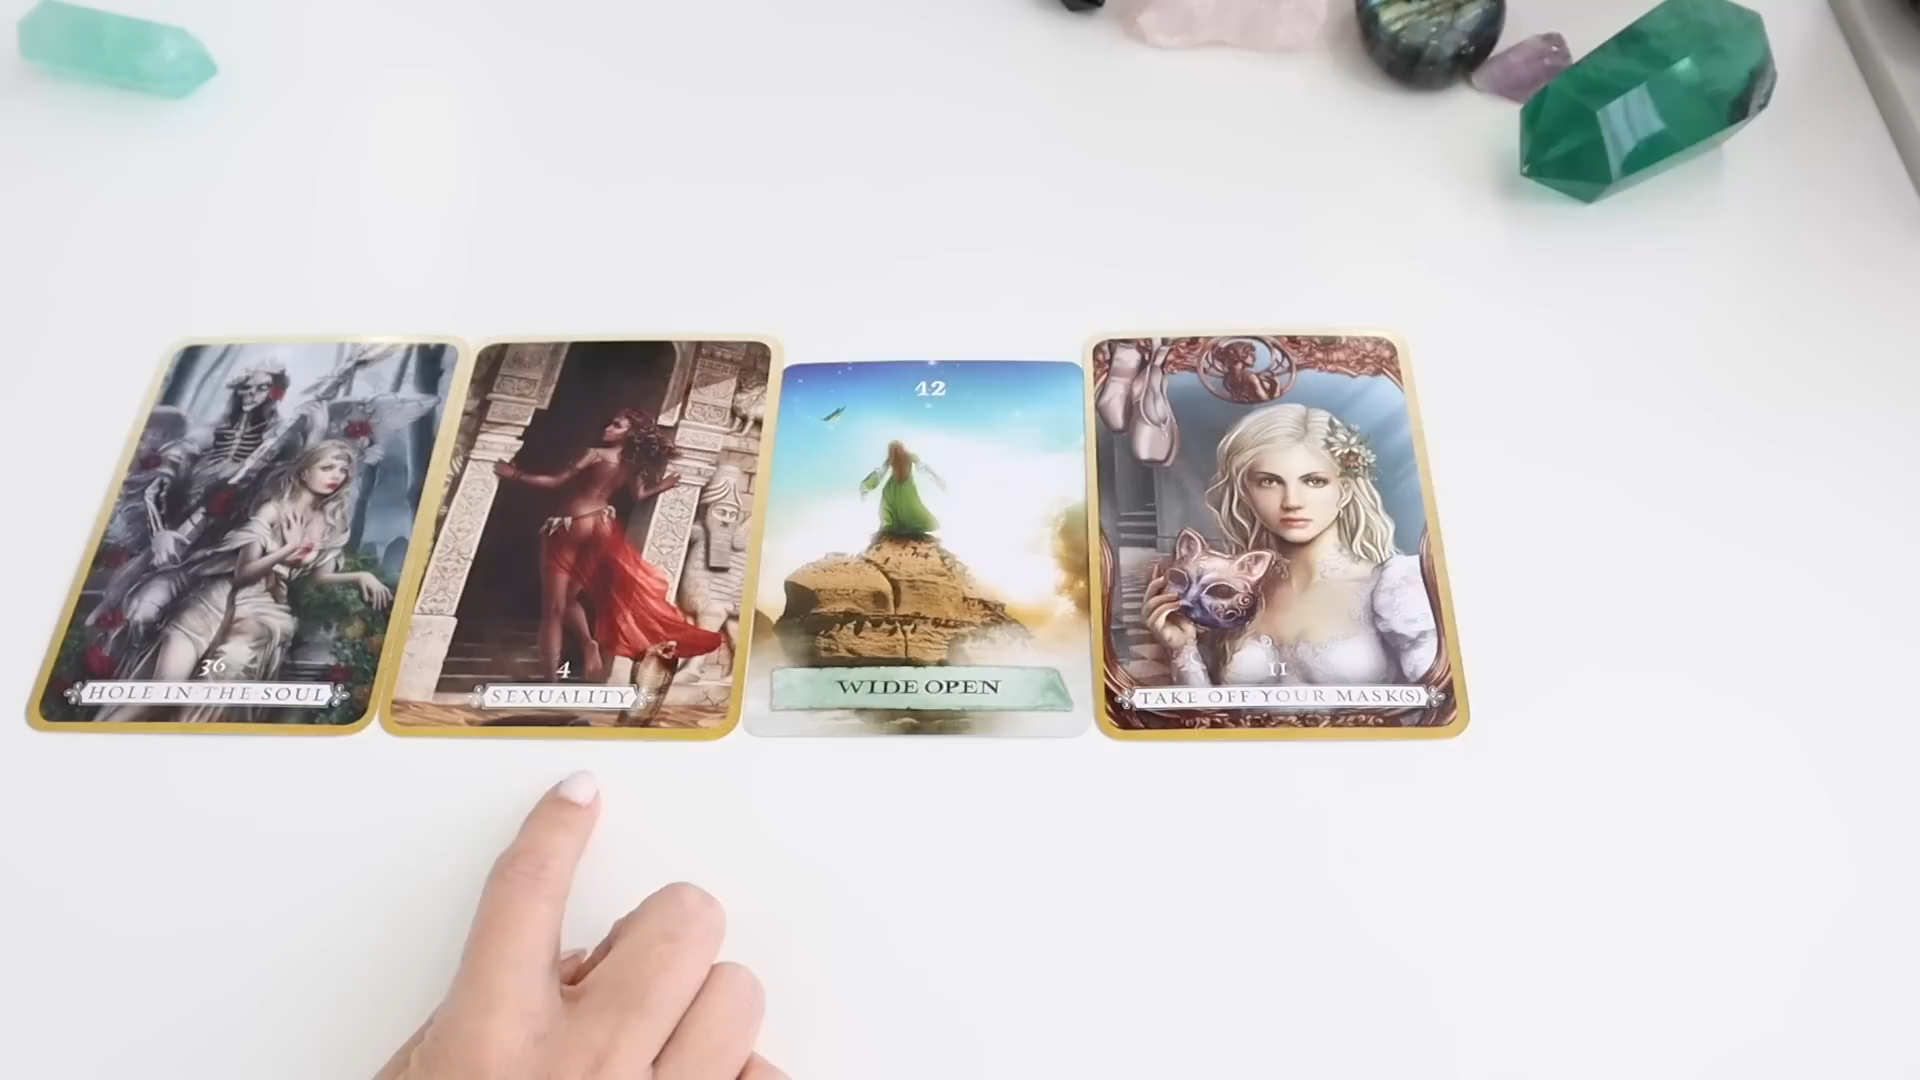 36
HOLE IN THE SOUL
4
SEXUALITY
42
WIDE OPEN
11
TAKE OFF YOUR MASK(S)